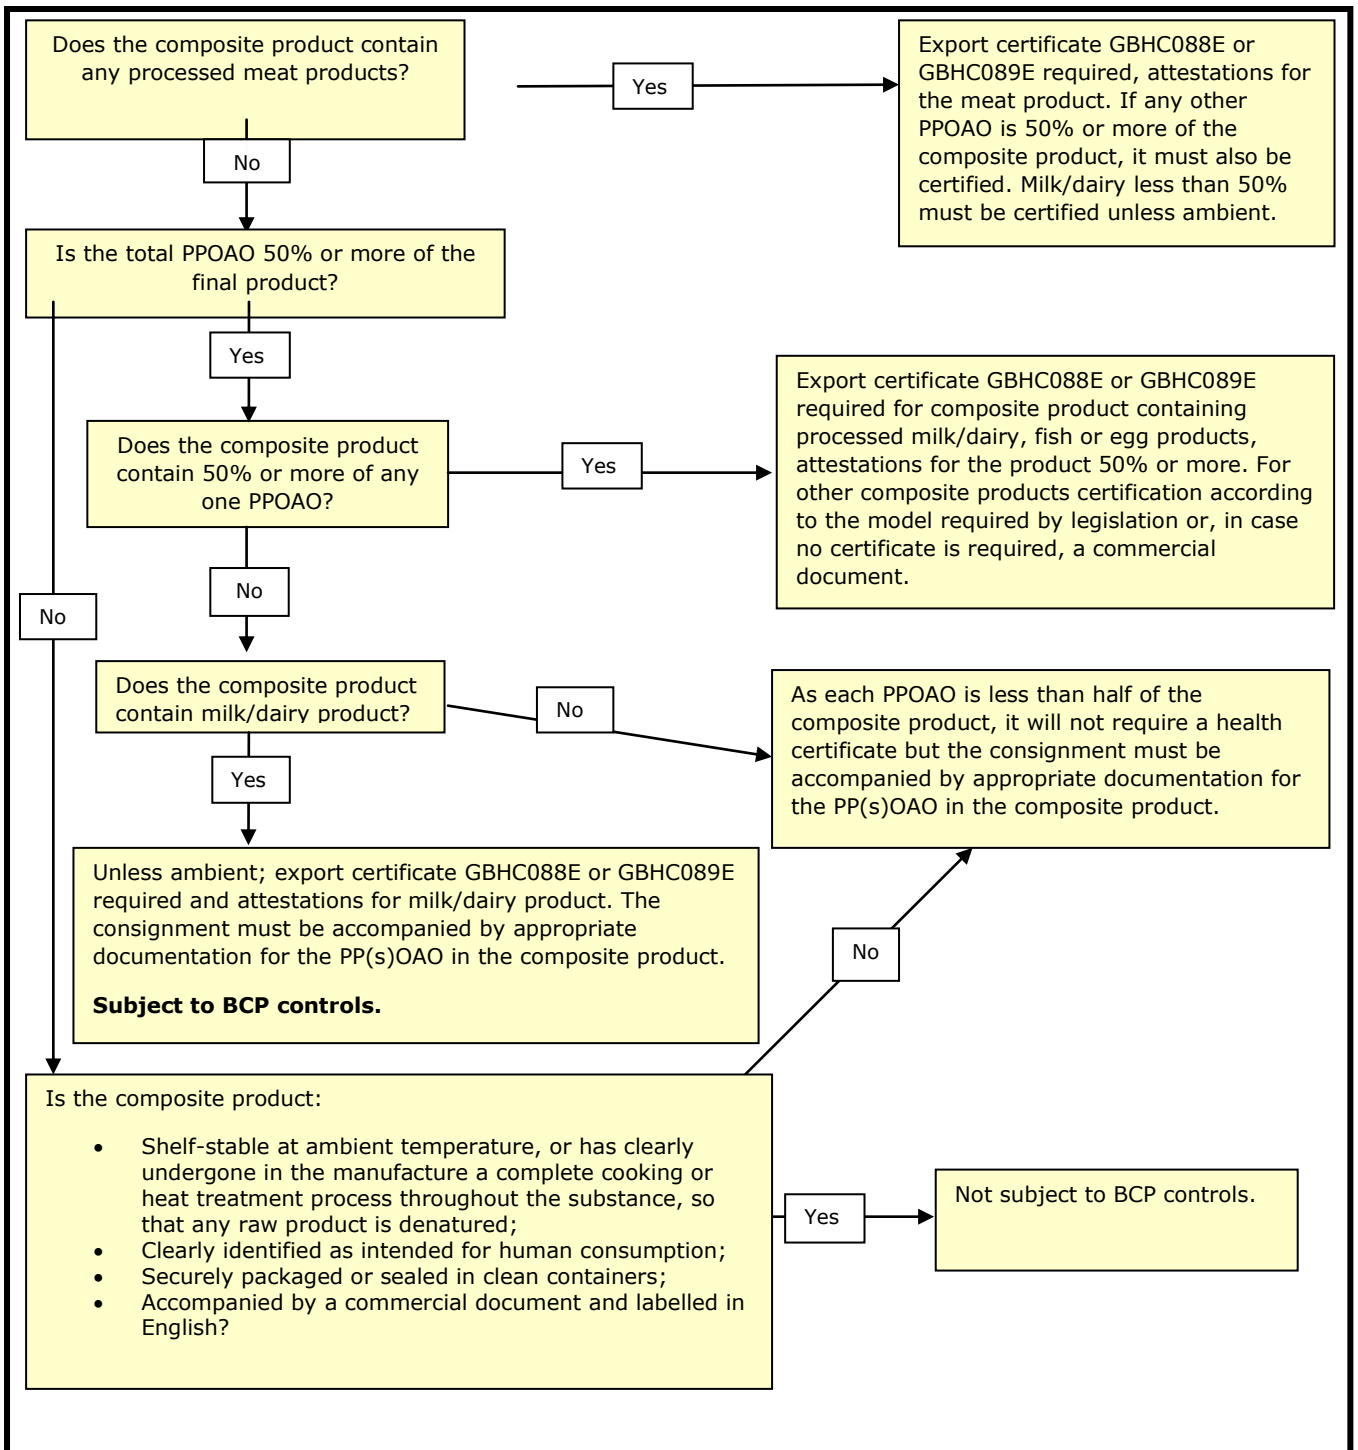 Does the composite product contain
any processed meat products?
Yes
Export certificate GBHC088E or
GBHC089E required, attestations for
the meat product. If any other
PPOAO is 50% or more of the
composite product, it must also be
certified. Milk/dairy less than 50%
must be certified unless ambient.
No
Is the total PPOAO 50% or more of the
final product?
Yes
Does the composite product
contain 50% or more of any
one PPOAO?
Yes
Export certificate GBHC088E or GBHC089E
required for composite product containing
processed milk/dairy, fish or egg products,
attestations for the product 50% or more. For
other composite products certification according
to the model required by legislation or, in case
no certificate is required, a commercial
document.
No
No
Does the composite product
contain milk/dairy product?
No
As each PPOAO is less than half of the
composite product, it will not require a health
certificate but the consignment must be
accompanied by appropriate documentation for
the PP(s)OAO in the composite product.
Yes
Unless ambient; export certificate GBHC088E or GBHC089E
required and attestations for milk/dairy product. The
consignment must be accompanied by appropriate
documentation for the PP(s)OAO in the composite product.
Subject to BCP controls.
No
Is the composite product:
• Shelf-stable at ambient temperature, or has clearly
undergone in the manufacture a complete cooking or
heat treatment process throughout the substance, so
that any raw product is denatured;
• Clearly identified as intended for human consumption;
• Securely packaged or sealed in clean containers;
• Accompanied by a commercial document and labelled in
English?
Yes
Not subject to BCP controls.